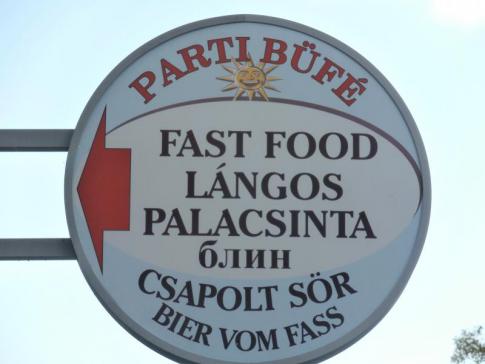 PARTI BÜFÉ
FAST FOOD
LÁNGOS
PALACSINTA
блин
CSAPOLT SÖR
BIER VOM FASS